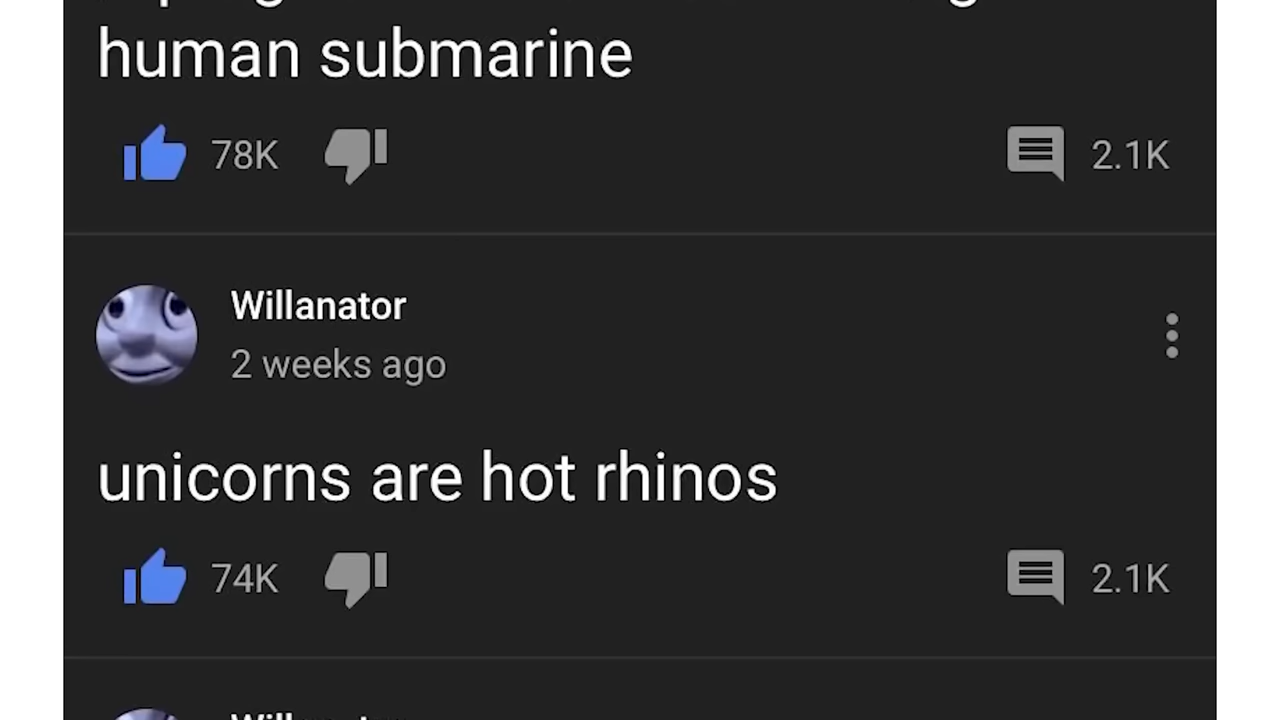 human submarine
78K 2.1K
Willanator
2 weeks ago
unicorns are hot rhinos
74K 2.1K